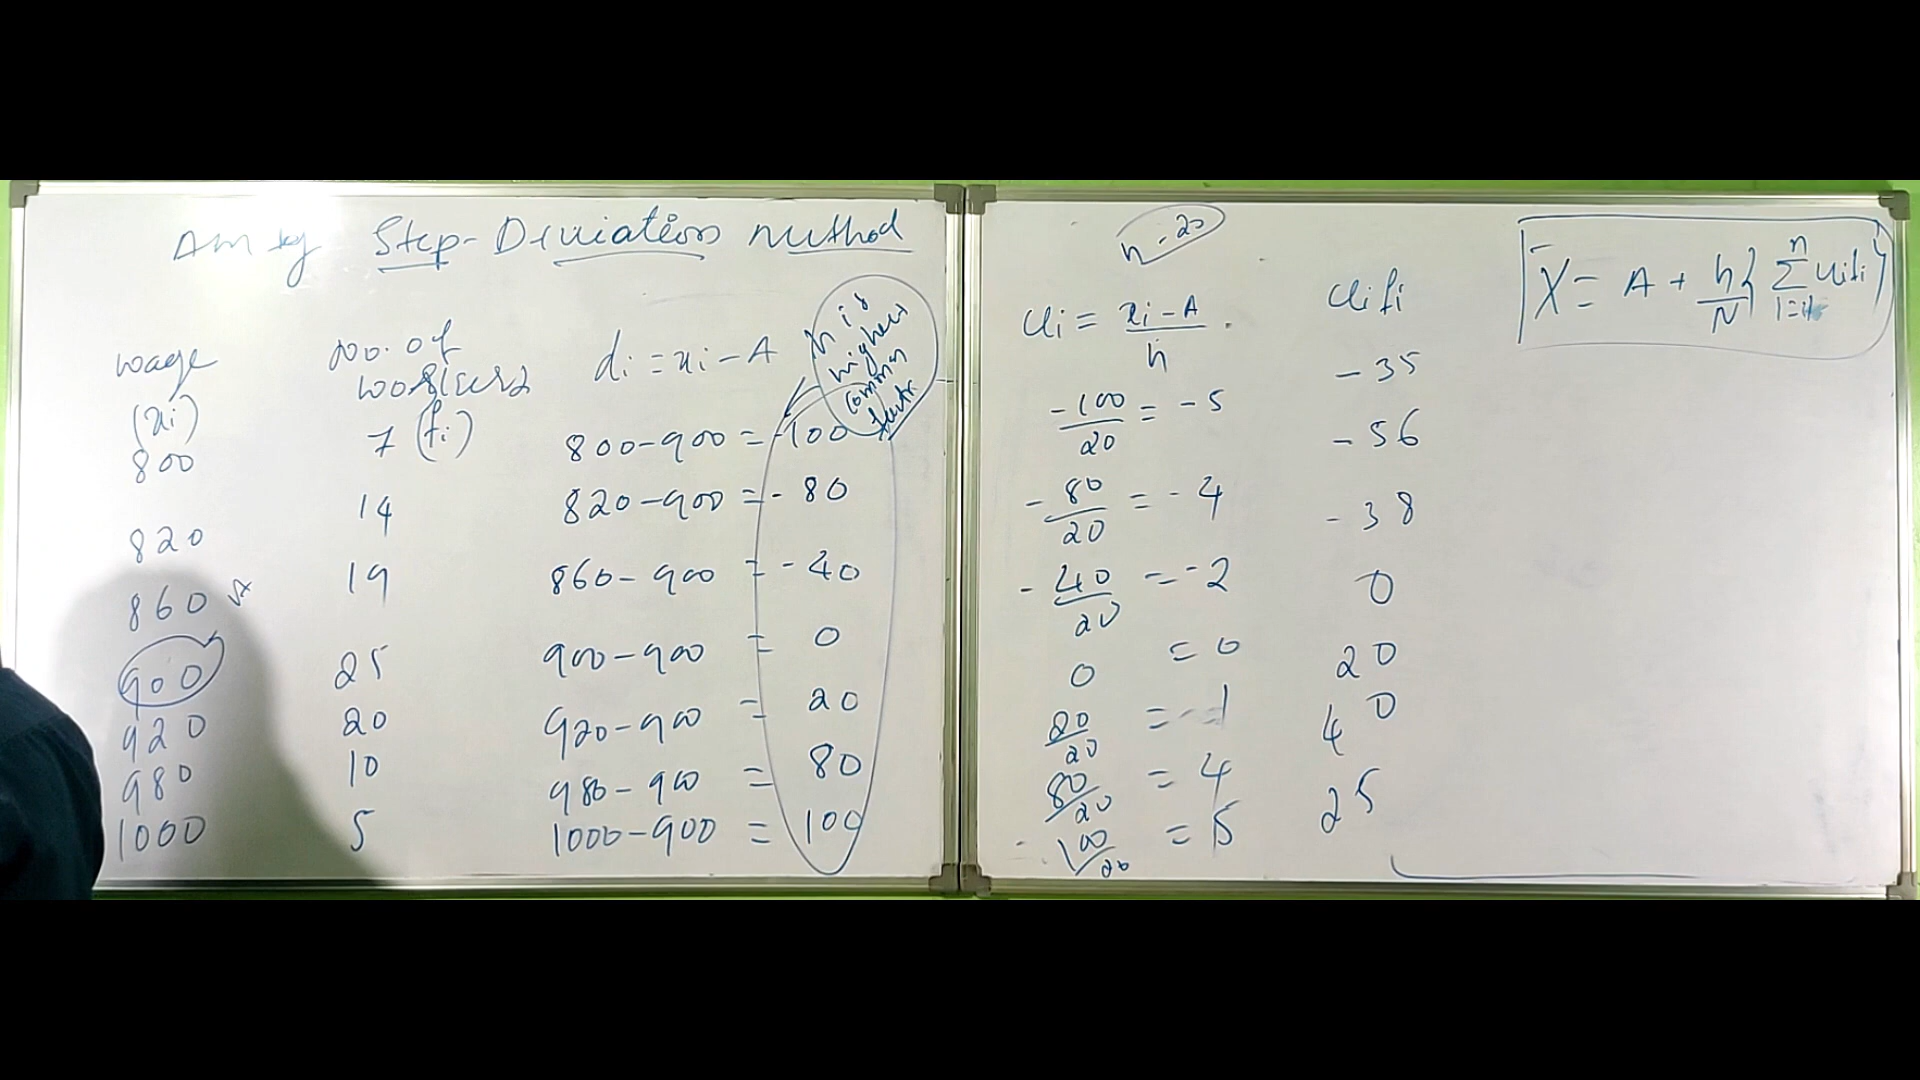 AM by Step-Deviation method
wage (xi)
800
820
860
900
920
980
1000
No. of workers (fi)
7
14
19
25
20
10
5
di = xi - A
800-900 = -100
820-900 = - 80
860-900 = - 40
900-900 = 0
920-900 = 20
980-900 = 80
1000-900 = 100
h is
highest
common
h = 20
ui = xi - A / h
-100/20 = -5
-80/20 = -4
-40/20 = -2
0 = 0
20/20 = 1
80/20 = 4
100/20 = 5
uifi
-35
-56
-38
0
20
40
25
X̄ = A + h/N { ∑ⁿᵢ₌₁ uifi }